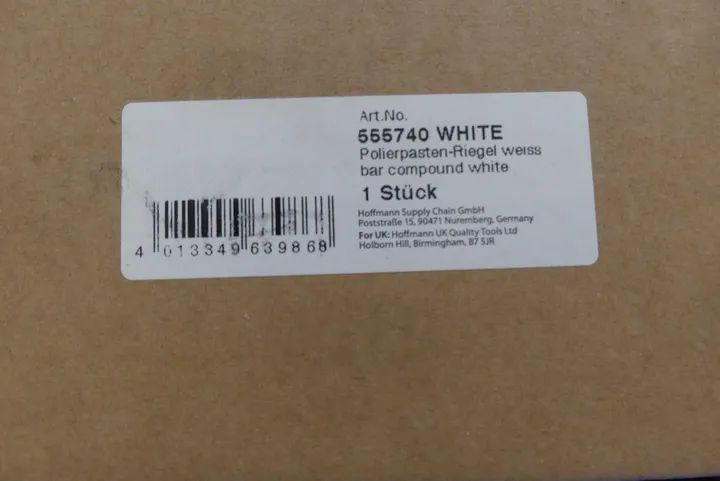 Art.No.
555740 WHITE
Polierpasten-Riegel weiss
bar compound white
1 Stück
Hoffmann Supply Chain GmbH
Poststraße 15, 90471 Nuremberg, Germany
For UK: Hoffmann UK Quality Tools Ltd
Holborn Hill, Birmingham, B7 5JR
4 013349 639868